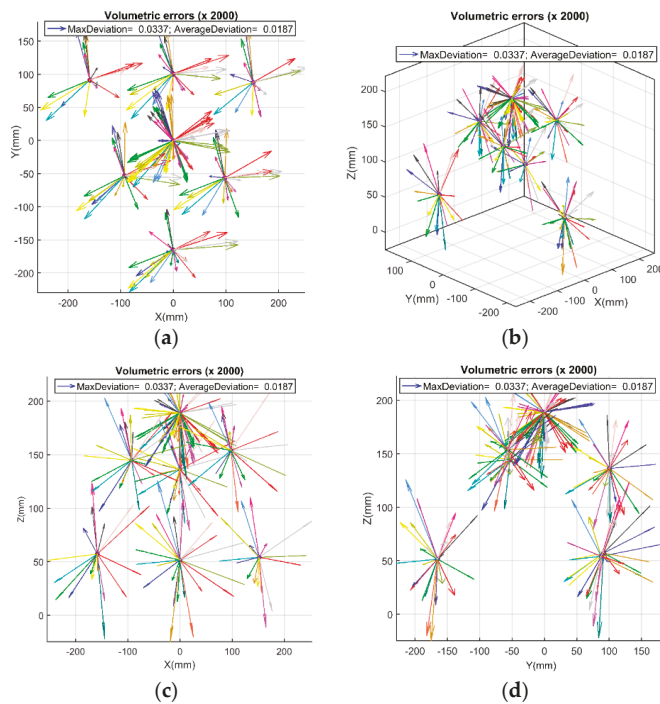 Volumetric errors (x 2000)
MaxDeviation= 0.0337; AverageDeviation= 0.0187
150
100
50
0
-50
-100
-150
-200
Y(mm)
-200 -100 0 100 200
X(mm)
(a)
Volumetric errors (x 2000)
MaxDeviation= 0.0337; AverageDeviation= 0.0187
200
150
100
50
0
Z(mm)
100
0
-100
-200
Y(mm)
-200
-100
0
100
200
X(mm)
(b)
Volumetric errors (x 2000)
MaxDeviation= 0.0337; AverageDeviation= 0.0187
200
150
100
50
0
Z(mm)
-200 -100 0 100 200
X(mm)
(c)
Volumetric errors (x 2000)
MaxDeviation= 0.0337; AverageDeviation= 0.0187
200
150
100
50
0
Z(mm)
-200 -150 -100 -50 0 50 100 150
Y(mm)
(d)